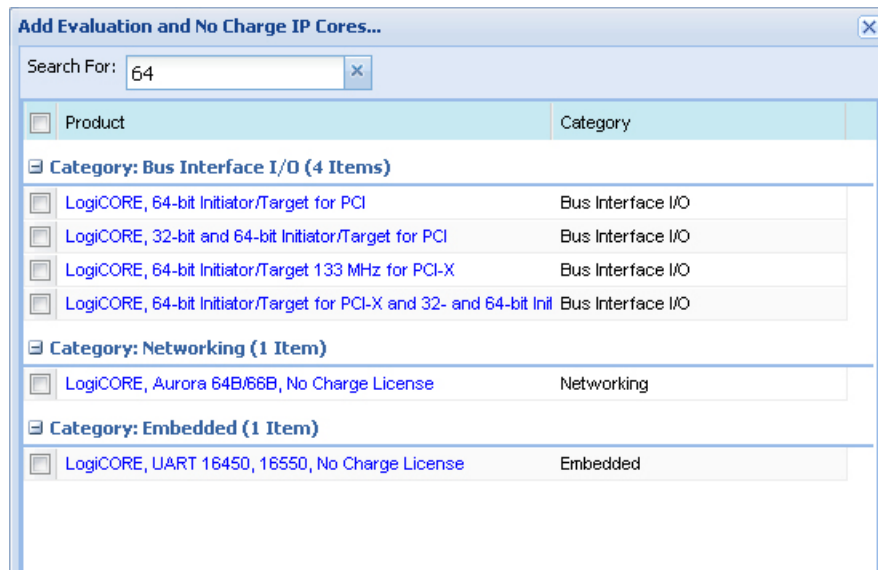 Add Evaluation and No Charge IP Cores...
Search For: 64
Product Category
Category: Bus Interface I/O (4 Items)
LogiCORE, 64-bit Initiator/Target for PCI Bus Interface I/O
LogiCORE, 32-bit and 64-bit Initiator/Target for PCI Bus Interface I/O
LogiCORE, 64-bit Initiator/Target 133 MHz for PCI-X Bus Interface I/O
LogiCORE, 64-bit Initiator/Target for PCI-X and 32- and 64-bit Bus Interface I/O
Category: Networking (1 Item)
LogiCORE, Aurora 64B/66B, No Charge License Networking
Category: Embedded (1 Item)
LogiCORE, UART 16450, 16550, No Charge License Embedded